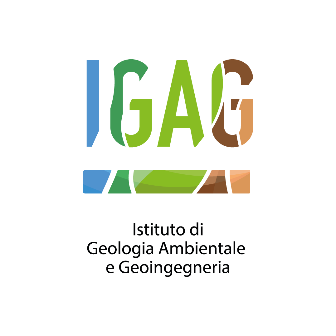 IGAG
Istituto di
Geologia Ambientale
e Geoingegneria